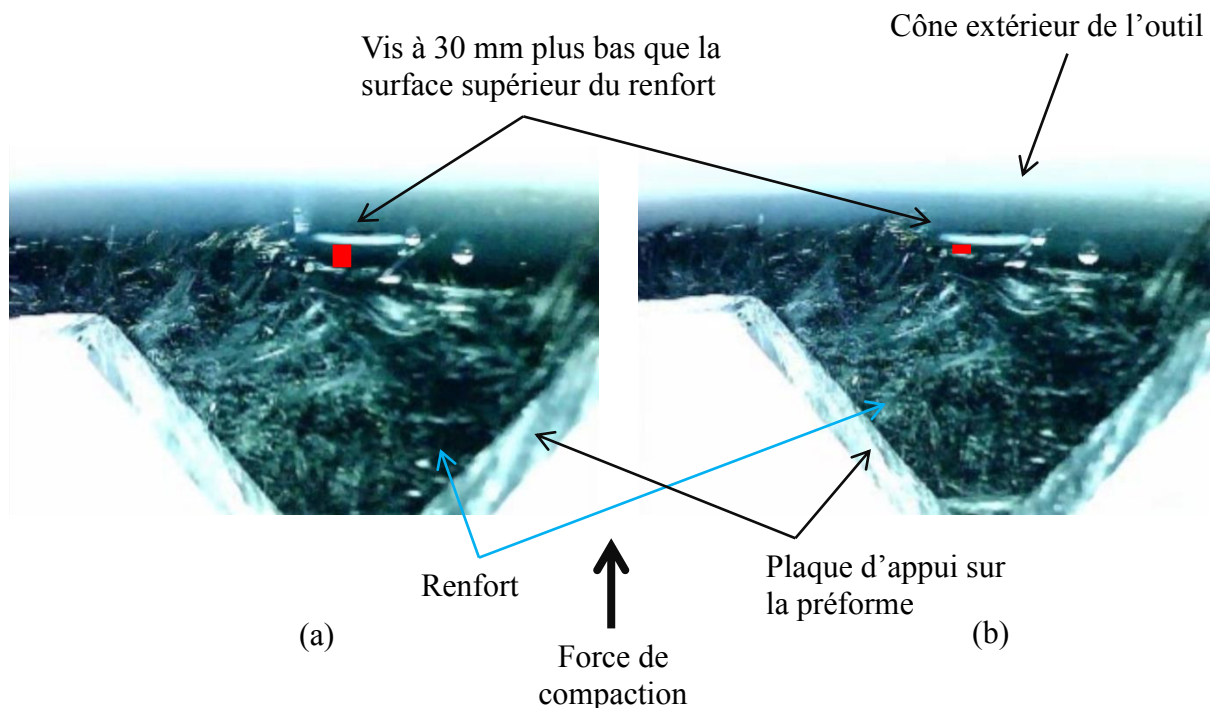 Vis à 30 mm plus bas que la
surface supérieur du renfort
Cône extérieur de l’outil
Renfort
Plaque d’appui sur
la préforme
(a)
(b)
Force de
compaction